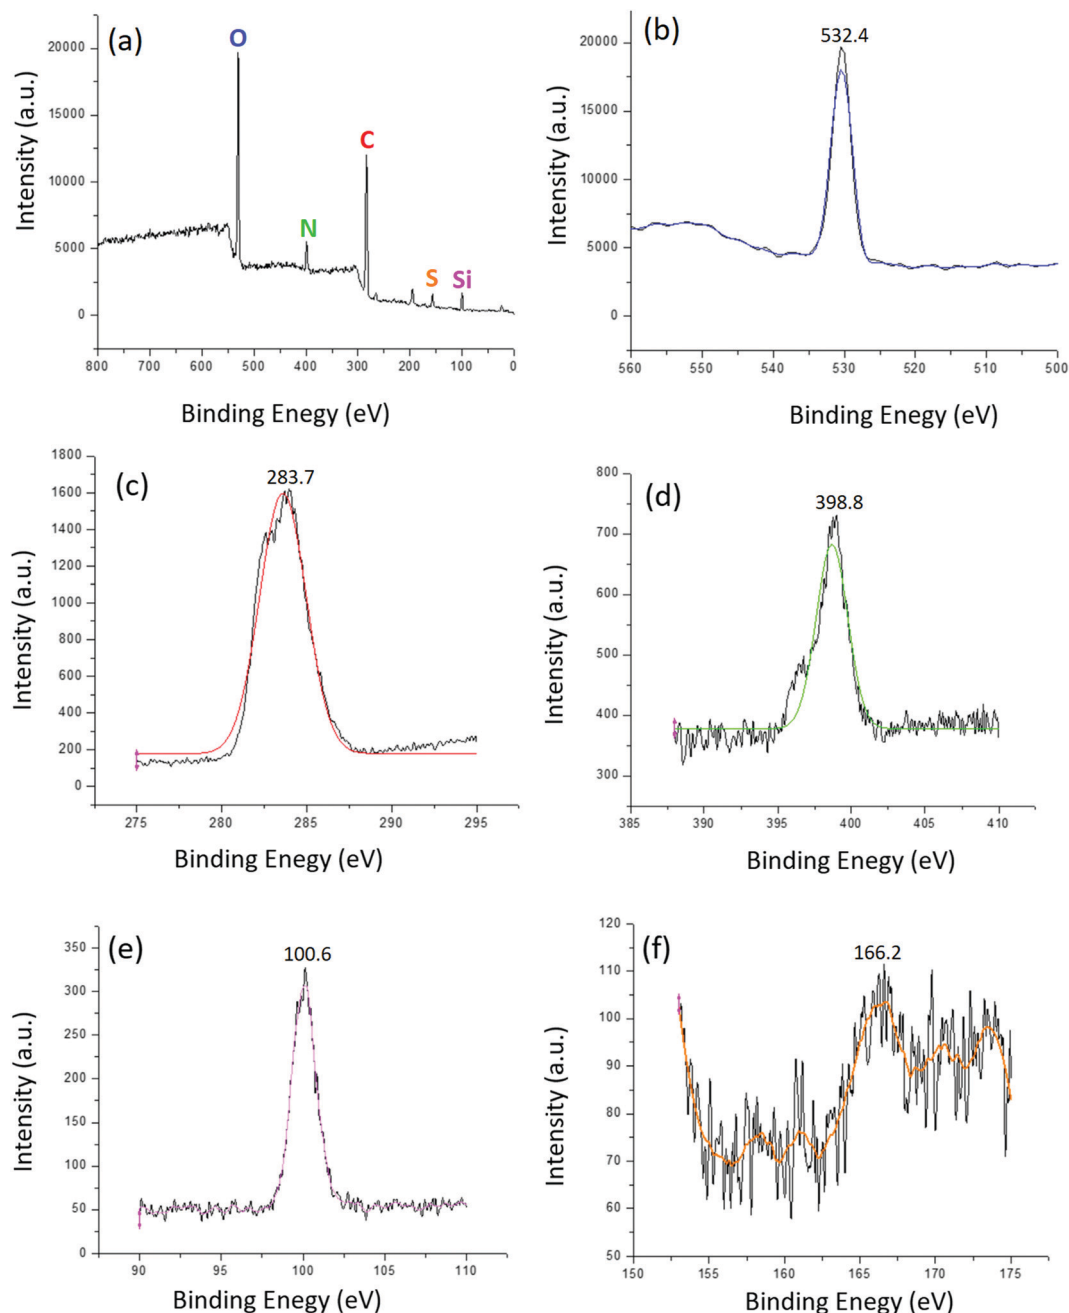 (a)
O
C
N
S
Si
20000
15000
10000
5000
0
800 700 600 500 400 300 200 100 0
Intensity (a.u.)
Binding Enegy (eV)
(b)
532.4
20000
15000
10000
5000
0
560 550 540 530 520 510 500
Intensity (a.u.)
Binding Enegy (eV)
(c)
283.7
1800
1600
1400
1200
1000
800
600
400
200
0
275 280 285 290 295
Intensity (a.u.)
Binding Enegy (eV)
(d)
398.8
800
700
600
500
400
300
385 390 395 400 405 410
Intensity (a.u.)
Binding Enegy (eV)
(e)
100.6
350
300
250
200
150
100
50
0
90 95 100 105 110
Intensity (a.u.)
Binding Enegy (eV)
(f)
166.2
120
110
100
90
80
70
60
50
150 155 160 165 170 175
Intensity (a.u.)
Binding Enegy (eV)